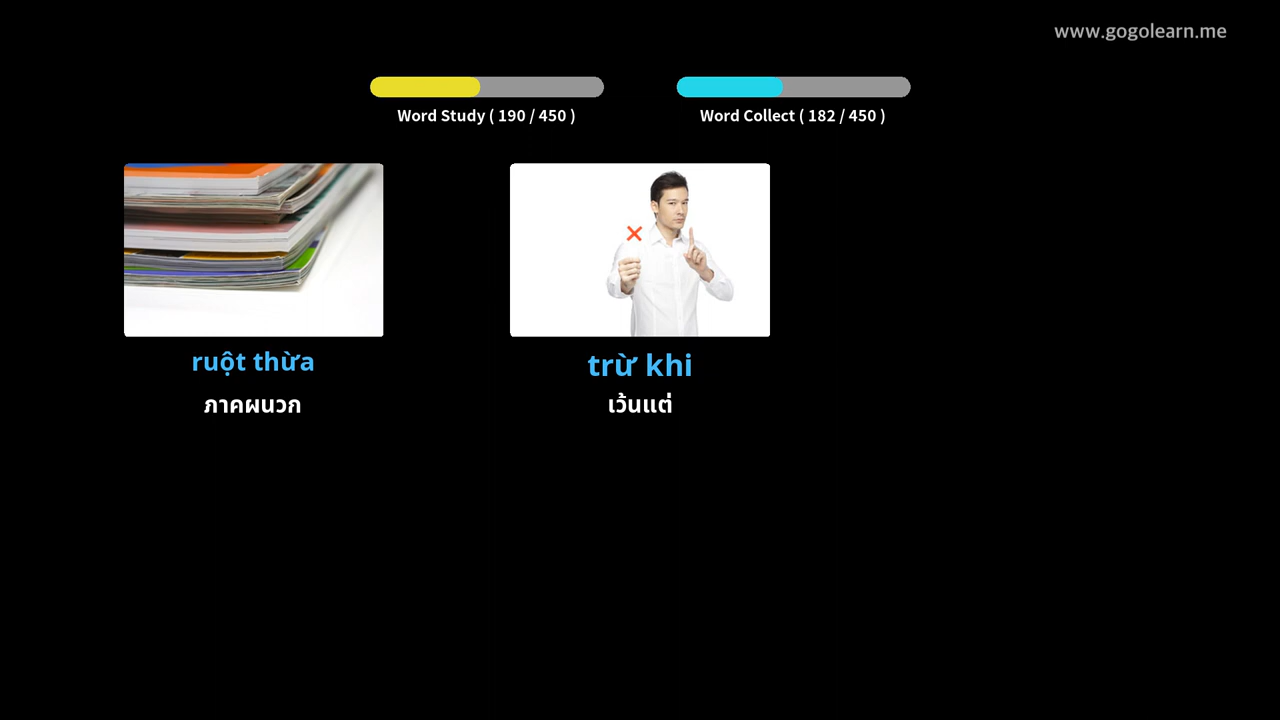 www.gogolearn.me
Word Study ( 190 / 450 )
Word Collect ( 182 / 450 )
ruột thừa
ภาคผนวก
trừ khi
เว้นแต่